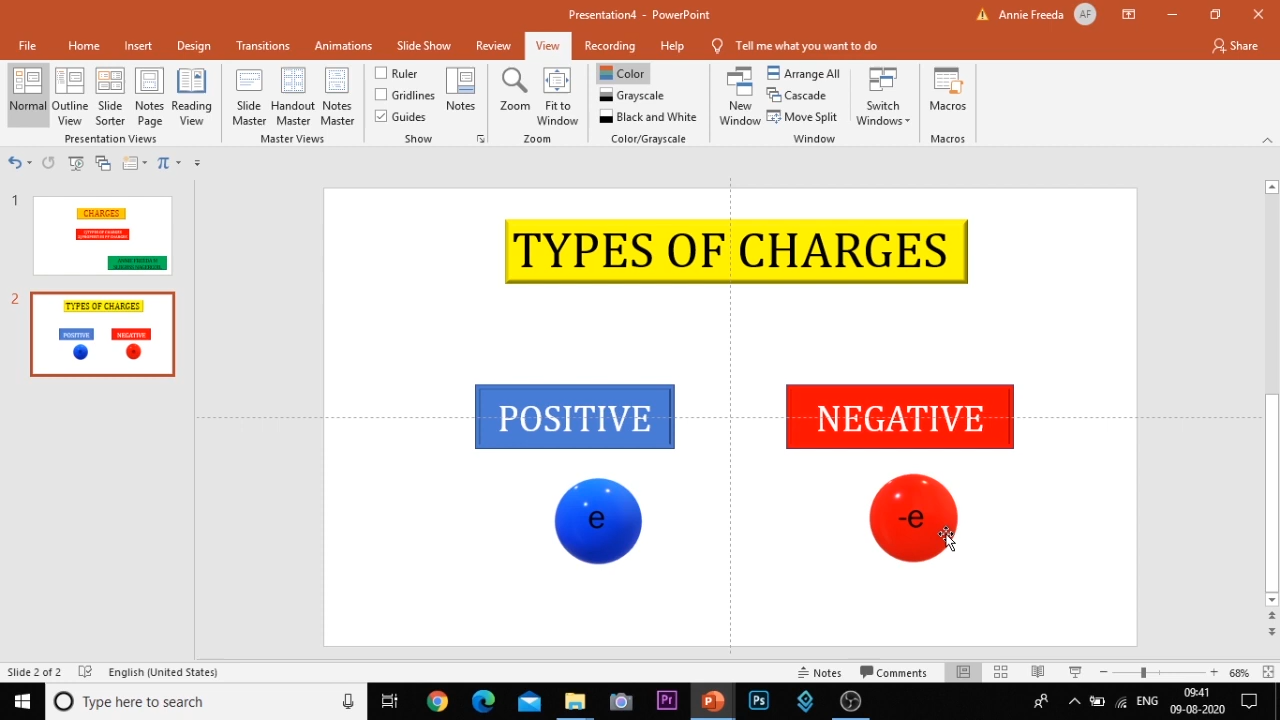 Presentation4 - PowerPoint
Annie Freeda AF
File Home Insert Design Transitions Animations Slide Show Review View Recording Help Tell me what you want to do Share
Normal
Outline View
Slide Sorter
Notes Page
Reading View
Presentation Views
Slide Master
Handout Master
Notes Master
Master Views
Ruler
Gridlines
Guides
Notes
Show
Zoom
Fit to Window
Zoom
Color
Grayscale
Black and White
Color/Grayscale
New Window
Arrange All
Cascade
Move Split
Switch Windows
Window
Macros
Macros
1
CHARGES
2
TYPES OF CHARGES
POSITIVE NEGATIVE
TYPES OF CHARGES
POSITIVE NEGATIVE
e -e
Slide 2 of 2 English (United States) Notes Comments 68%
Type here to search
Pr P Ps
ENG
09:41
09-08-2020